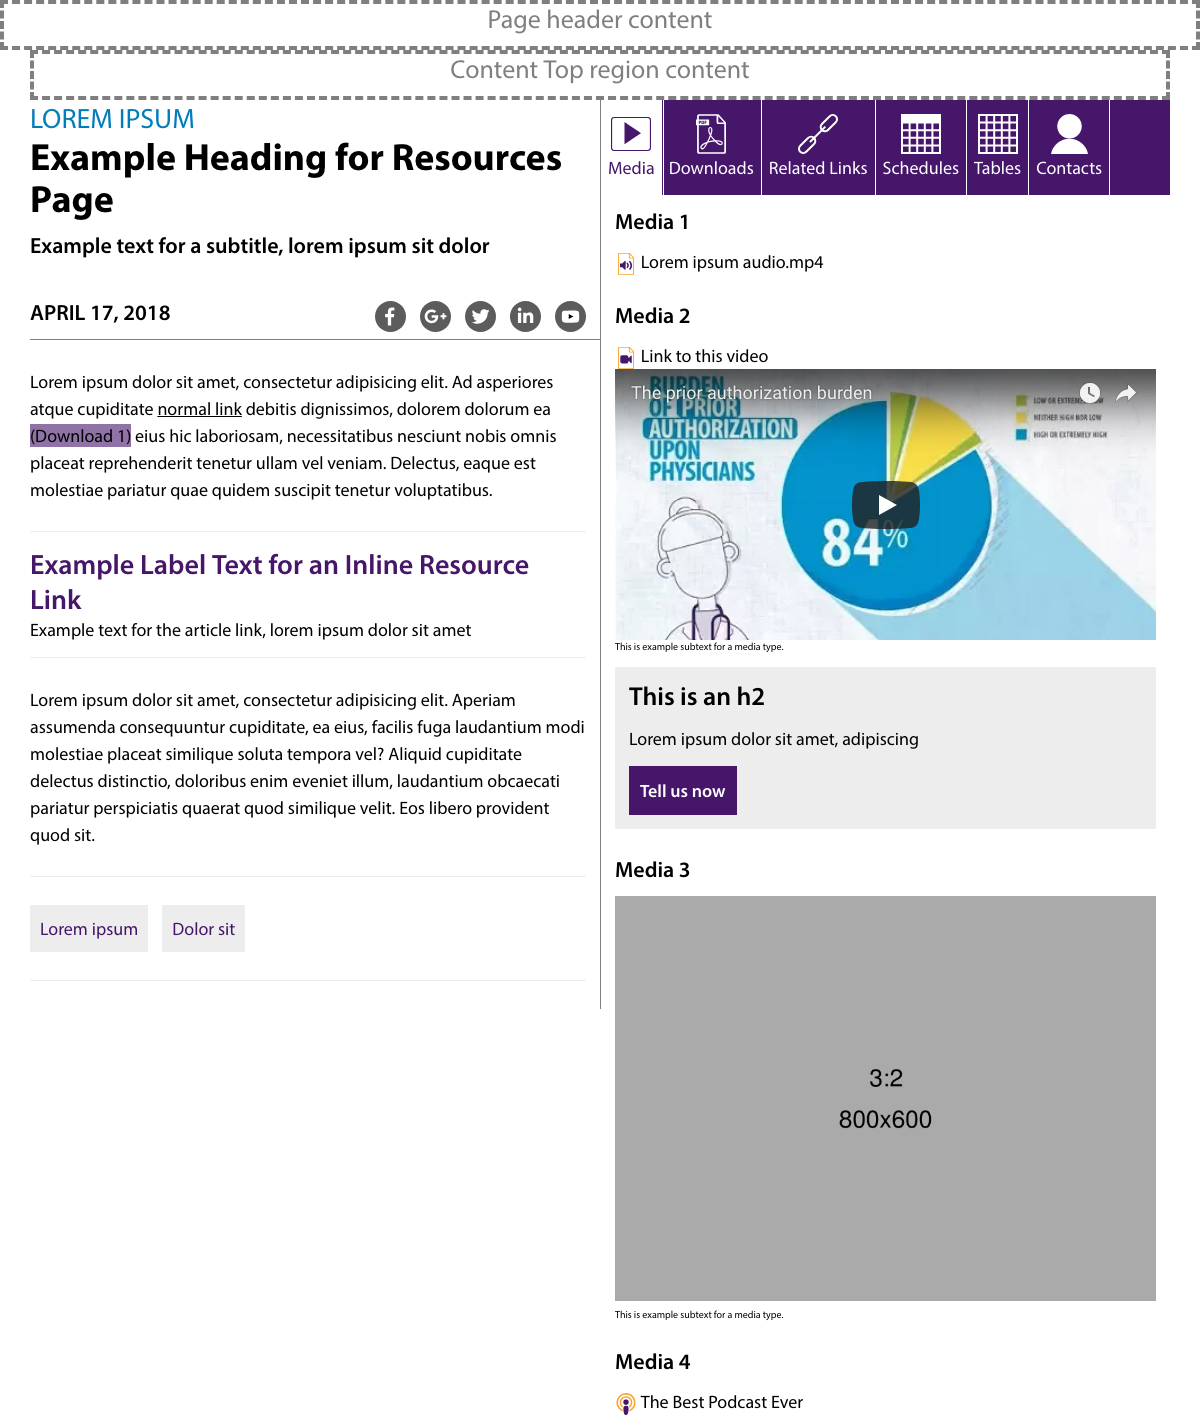 Page header content
Content Top region content
LOREM IPSUM
Example Heading for Resources
Page
Example text for a subtitle, lorem ipsum sit dolor
APRIL 17, 2018
Lorem ipsum dolor sit amet, consectetur adipisicing elit. Ad asperiores
atque cupiditate normal link debitis dignissimos, dolorem dolorum ea
(Download 1) eius hic laboriosam, necessitatibus nesciunt nobis omnis
placeat reprehenderit tenetur ullam vel veniam. Delectus, eaque est
molestiae pariatur quae quidem suscipit tenetur voluptatibus.
Example Label Text for an Inline Resource
Link
Example text for the article link, lorem ipsum dolor sit amet
Lorem ipsum dolor sit amet, consectetur adipisicing elit. Aperiam
assumenda consequuntur cupiditate, ea eius, facilis fuga laudantium modi
molestiae placeat similique soluta tempora vel? Aliquid cupiditate
delectus distinctio, doloribus enim eveniet illum, laudantium obcaecati
pariatur perspiciatis quaerat quod similique velit. Eos libero provident
quod sit.
Lorem ipsum Dolor sit
PDF
Media Downloads Related Links Schedules Tables Contacts
Media 1
Lorem ipsum audio.mp4
Media 2
Link to this video
The prior authorization burden
BURDEN
OF PRIOR
AUTHORIZATION
UPON
PHYSICIANS
LOW OR EXTREMELY LOW
NEITHER HIGH NOR LOW
HIGH OR EXTREMELY HIGH
84%
This is example subtext for a media type.
This is an h2
Lorem ipsum dolor sit amet, adipiscing
Tell us now
Media 3
3:2
800x600
This is example subtext for a media type.
Media 4
The Best Podcast Ever